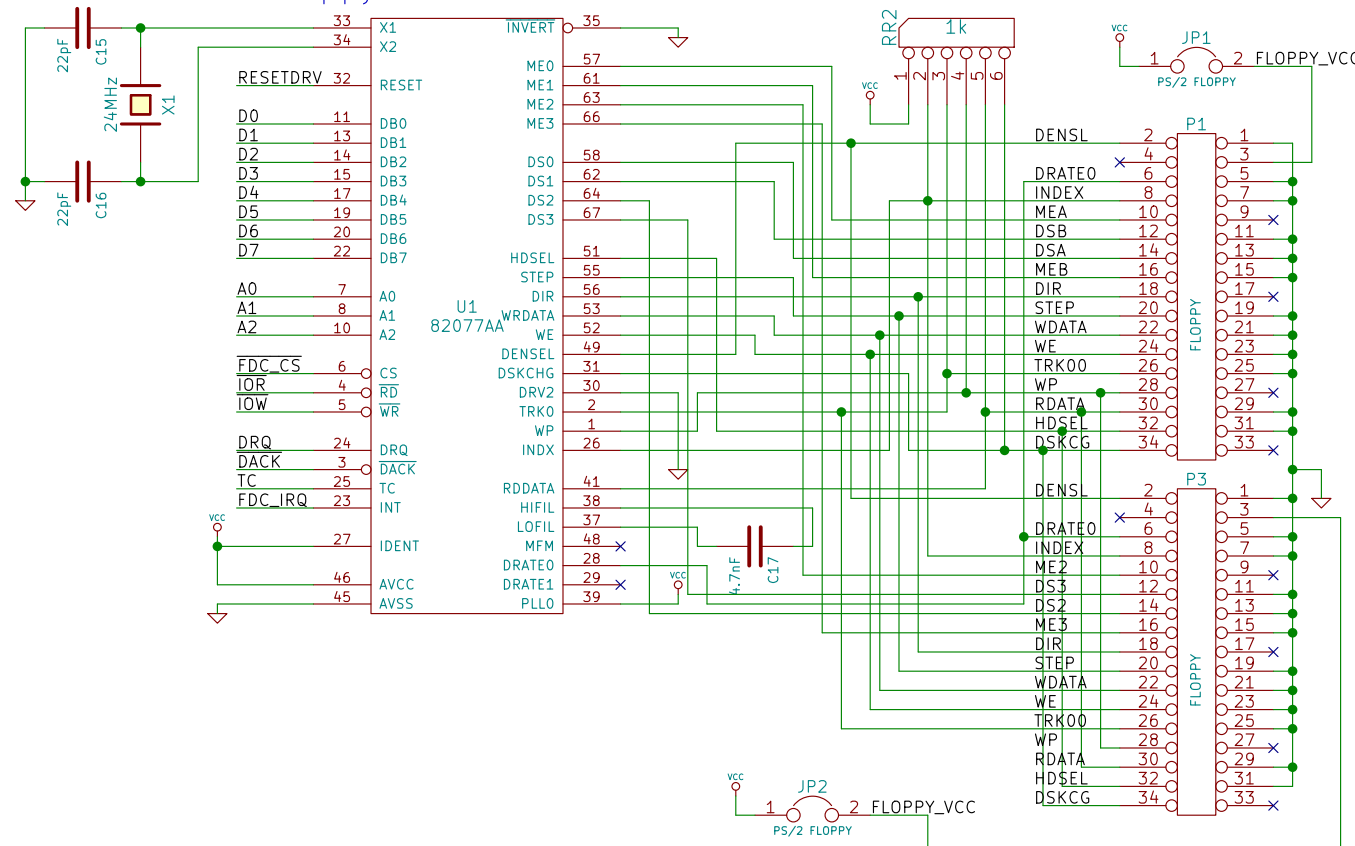 22pF
C15
24MHz
X1
22pF
C16
RESETDRV 32 RESET
33 X1
34 X2
D0 11 DB0
D1 13 DB1
D2 14 DB2
D3 15 DB3
D4 17 DB4
D5 19 DB5
D6 20 DB6
D7 22 DB7
A0 7 A0
A1 8 A1
A2 10 A2
FDC_CS 6 CS
IOR 4 RD
IOW 5 WR
DRQ 24 DRQ
DACK 3 DACK
TC 25 TC
FDC_IRQ 23 INT
VCC
27 IDENT
46 AVCC
45 AVSS
U1
82077AA
INVERT 35
ME0 57
ME1 61
ME2 63
ME3 66
DS0 58
DS1 62
DS2 64
DS3 67
HDSEL 51
STEP 55
DIR 56
WRDATA 53
WE 52
DENSEL 49
DSKCHG 31
DRV2 30
TRK0 2
WP 1
INDX 26
RDDATA 41
HIFIL 38
LOFIL 37
MFM 48
DRATE0 28
DRATE1 29
PLL0 39
4.7nF
C17
VCC
RR2
1k
1
2
3
4
5
6
VCC
VCC
JP1
1 2 FLOPPY_VCC
PS/2 FLOPPY
P1
FLOPPY
DENSL 2 1
4 3
DRATE0 6 5
INDEX 8 7
MEA 10 9
DSB 12 11
DSA 14 13
MEB 16 15
DIR 18 17
STEP 20 19
WDATA 22 21
WE 24 23
TRK00 26 25
WP 28 27
RDATA 30 29
HDSEL 32 31
DSKCG 34 33
P3
FLOPPY
DENSL 2 1
4 3
DRATE0 6 5
INDEX 8 7
ME2 10 9
DS3 12 11
DS2 14 13
ME3 16 15
DIR 18 17
STEP 20 19
WDATA 22 21
WE 24 23
TRK00 26 25
WP 28 27
RDATA 30 29
HDSEL 32 31
DSKCG 34 33
VCC
JP2
1 2 FLOPPY_VCC
PS/2 FLOPPY